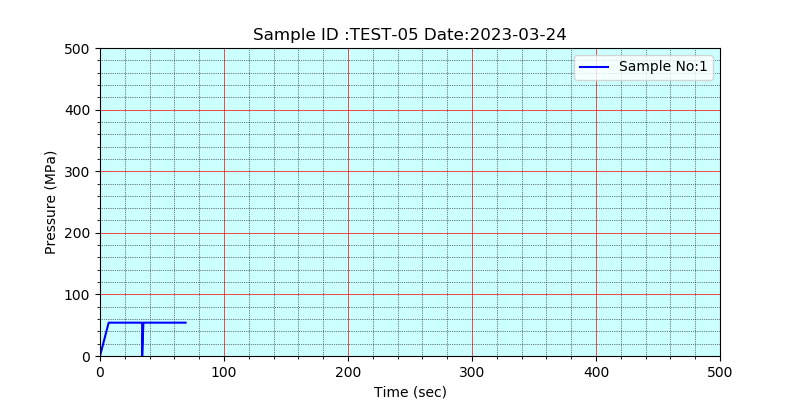 Sample ID :TEST-05 Date:2023-03-24
500
Sample No:1
400
300
Pressure (MPa)
200
100
0
0 100 200 300 400 500
Time (sec)